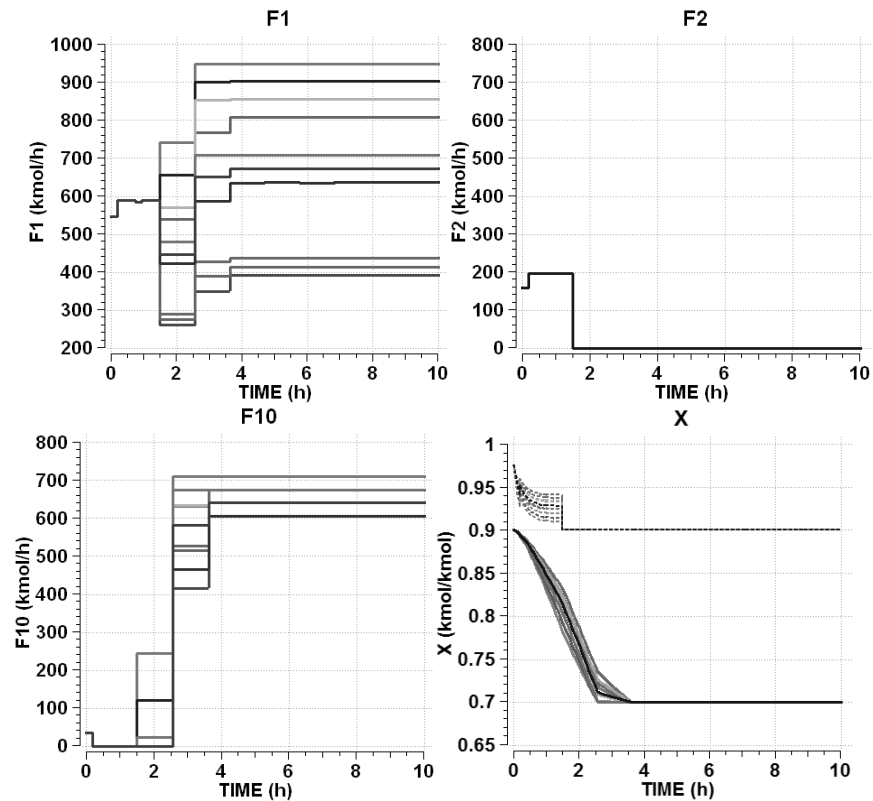 F1
F1 (kmol/h)
1000
900
800
700
600
500
400
300
200
0 2 4 6 8 10
TIME (h)
F2
F2 (kmol/h)
800
700
600
500
400
300
200
100
0
0 2 4 6 8 10
TIME (h)
F10
F10 (kmol/h)
800
700
600
500
400
300
200
100
0
0 2 4 6 8 10
TIME (h)
X
X (kmol/kmol)
1
0.95
0.9
0.85
0.8
0.75
0.7
0.65
0 2 4 6 8 10
TIME (h)